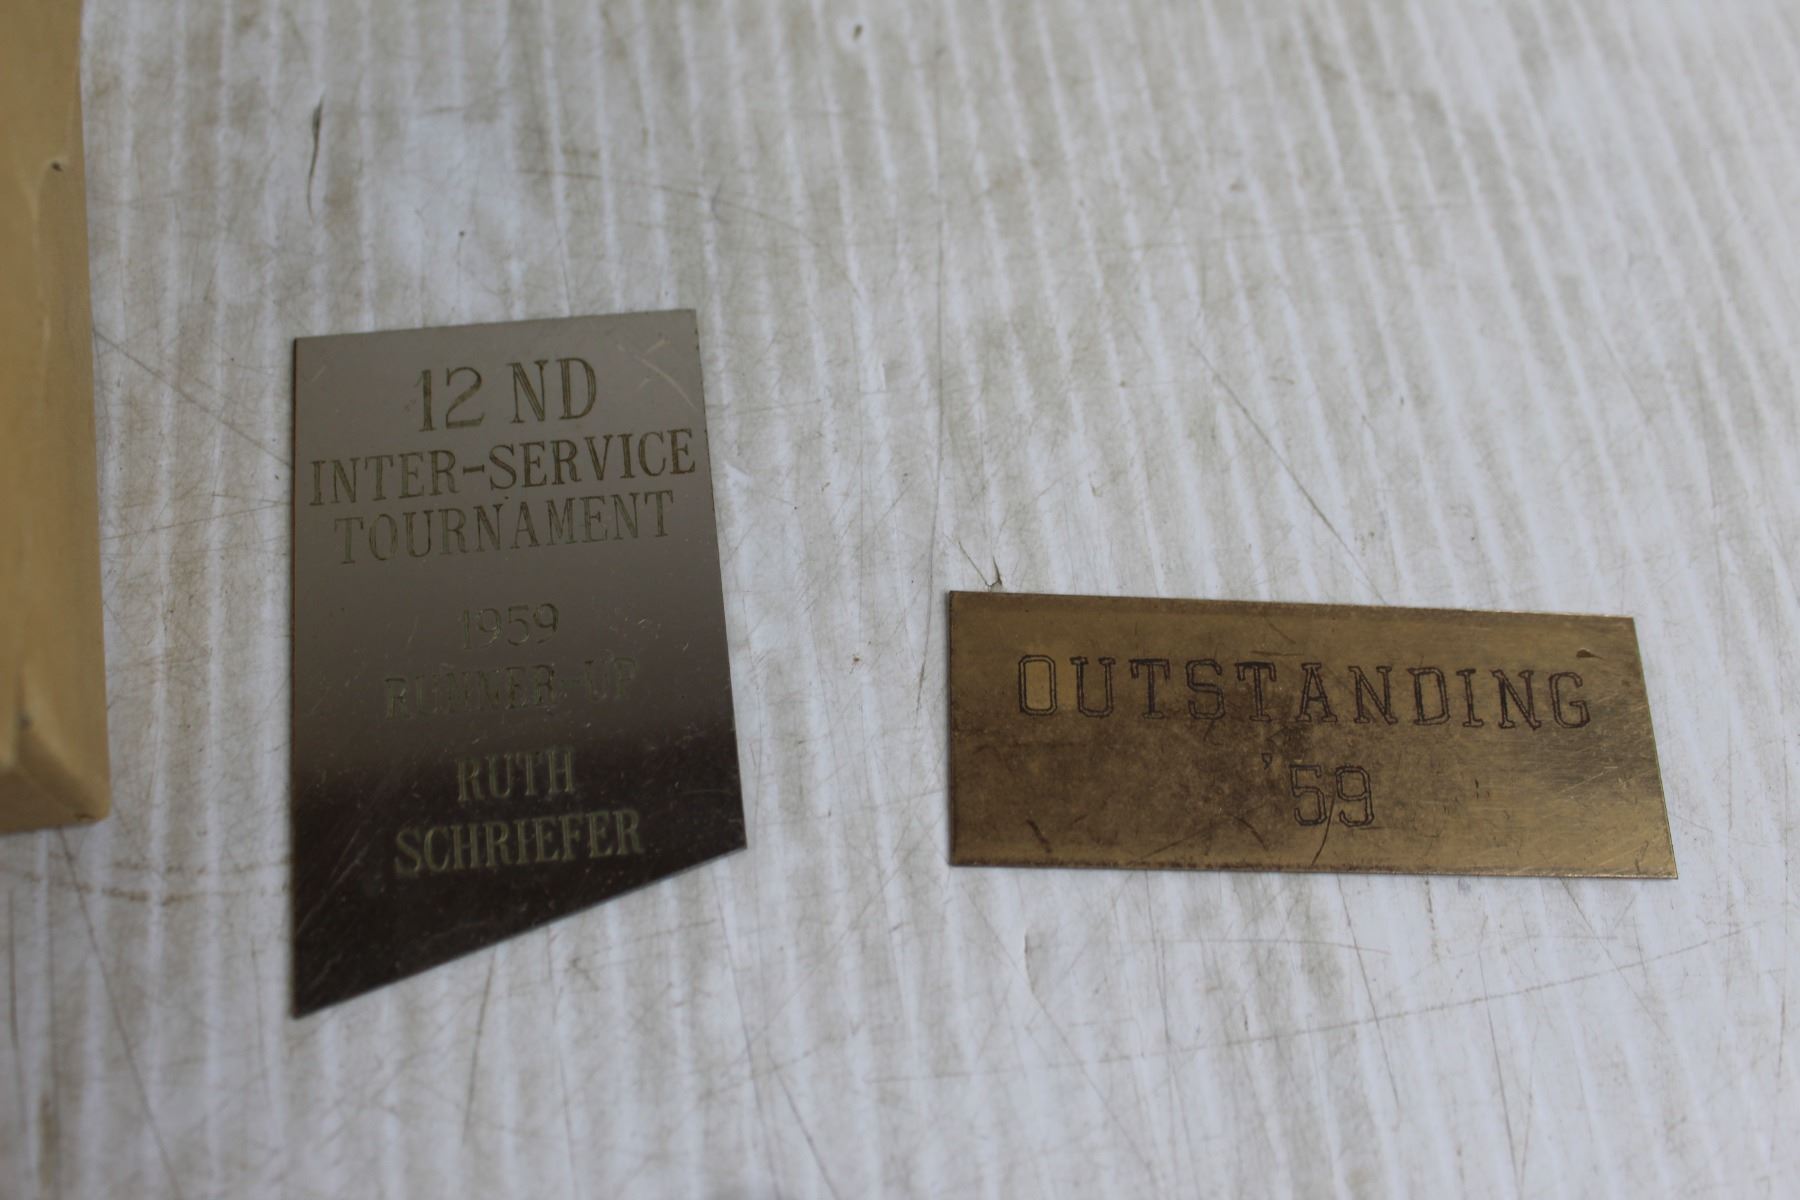 12 ND
INTER-SERVICE
TOURNAMENT
1959
RUNNER-UP
RUTH
SCHRIEFER
OUTSTANDING
'59